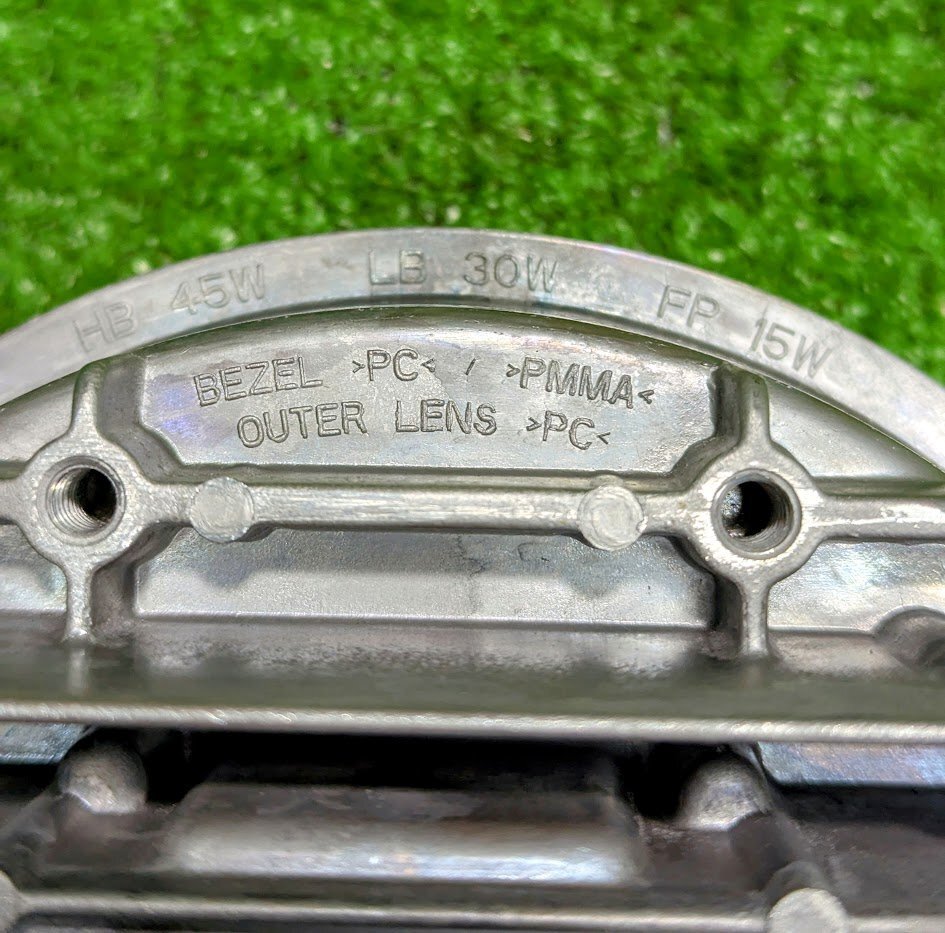 HB 45W LB 30W FP 15W
BEZEL >PC< / >PMMA<
OUTER LENS >PC<